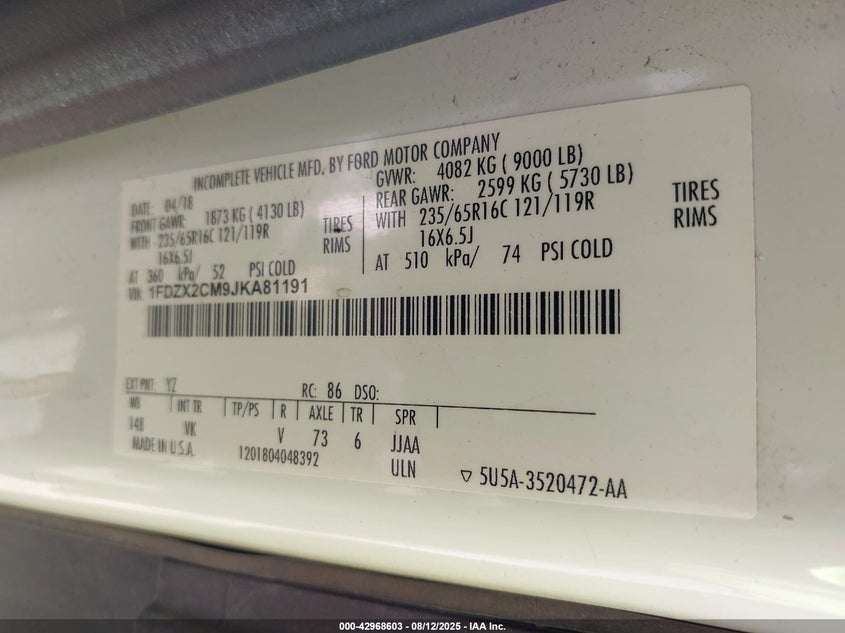 INCOMPLETE VEHICLE MFD. BY FORD MOTOR COMPANY
DATE: 04/18
GVWR: 4082 KG ( 9000 LB)
FRONT GAWR: 1873 KG ( 4130 LB)
REAR GAWR: 2599 KG ( 5730 LB)
WITH 235/65R16C 121/119R TIRES
WITH 235/65R16C 121/119R TIRES
16X6.5J RIMS
16X6.5J RIMS
AT 360 kPa/ 52 PSI COLD
AT 510 kPa/ 74 PSI COLD
VIN: 1FDZX2CM9JKA81191
EXT PNT: YZ RC: 86 DSO:
WB INT TR TP/PS R AXLE TR SPR
148 VK V 73 6 JJAA
MADE IN U.S.A. 1201804048392 ULN
▽ 5U5A-3520472-AA
000-42968603 - 08/12/2025 - IAA Inc.